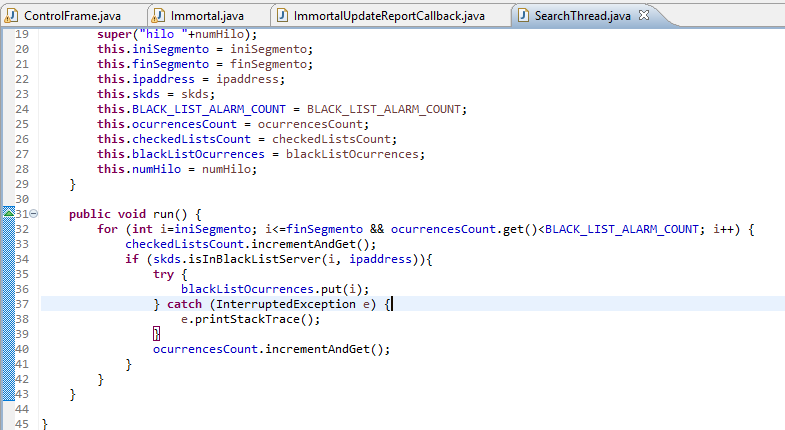 ControlFrame.java Immortal.java ImmortalUpdateReportCallback.java SearchThread.java
19 super("hilo "+numHilo);
20 this.iniSegmento = iniSegmento;
21 this.finSegmento = finSegmento;
22 this.ipaddress = ipaddress;
23 this.skds = skds;
24 this.BLACK_LIST_ALARM_COUNT = BLACK_LIST_ALARM_COUNT;
25 this.ocurrencesCount = ocurrencesCount;
26 this.checkedListsCount = checkedListsCount;
27 this.blackListOcurrences = blackListOcurrences;
28 this.numHilo = numHilo;
29 }
30
31 public void run() {
32 for (int i=iniSegmento; i<=finSegmento && ocurrencesCount.get()<BLACK_LIST_ALARM_COUNT; i++) {
33 checkedListsCount.incrementAndGet();
34 if (skds.isInBlackListServer(i, ipaddress)){
35 try {
36 blackListOcurrences.put(i);
37 } catch (InterruptedException e) {
38 e.printStackTrace();
39 }
40 ocurrencesCount.incrementAndGet();
41 }
42 }
43 }
44
45 }